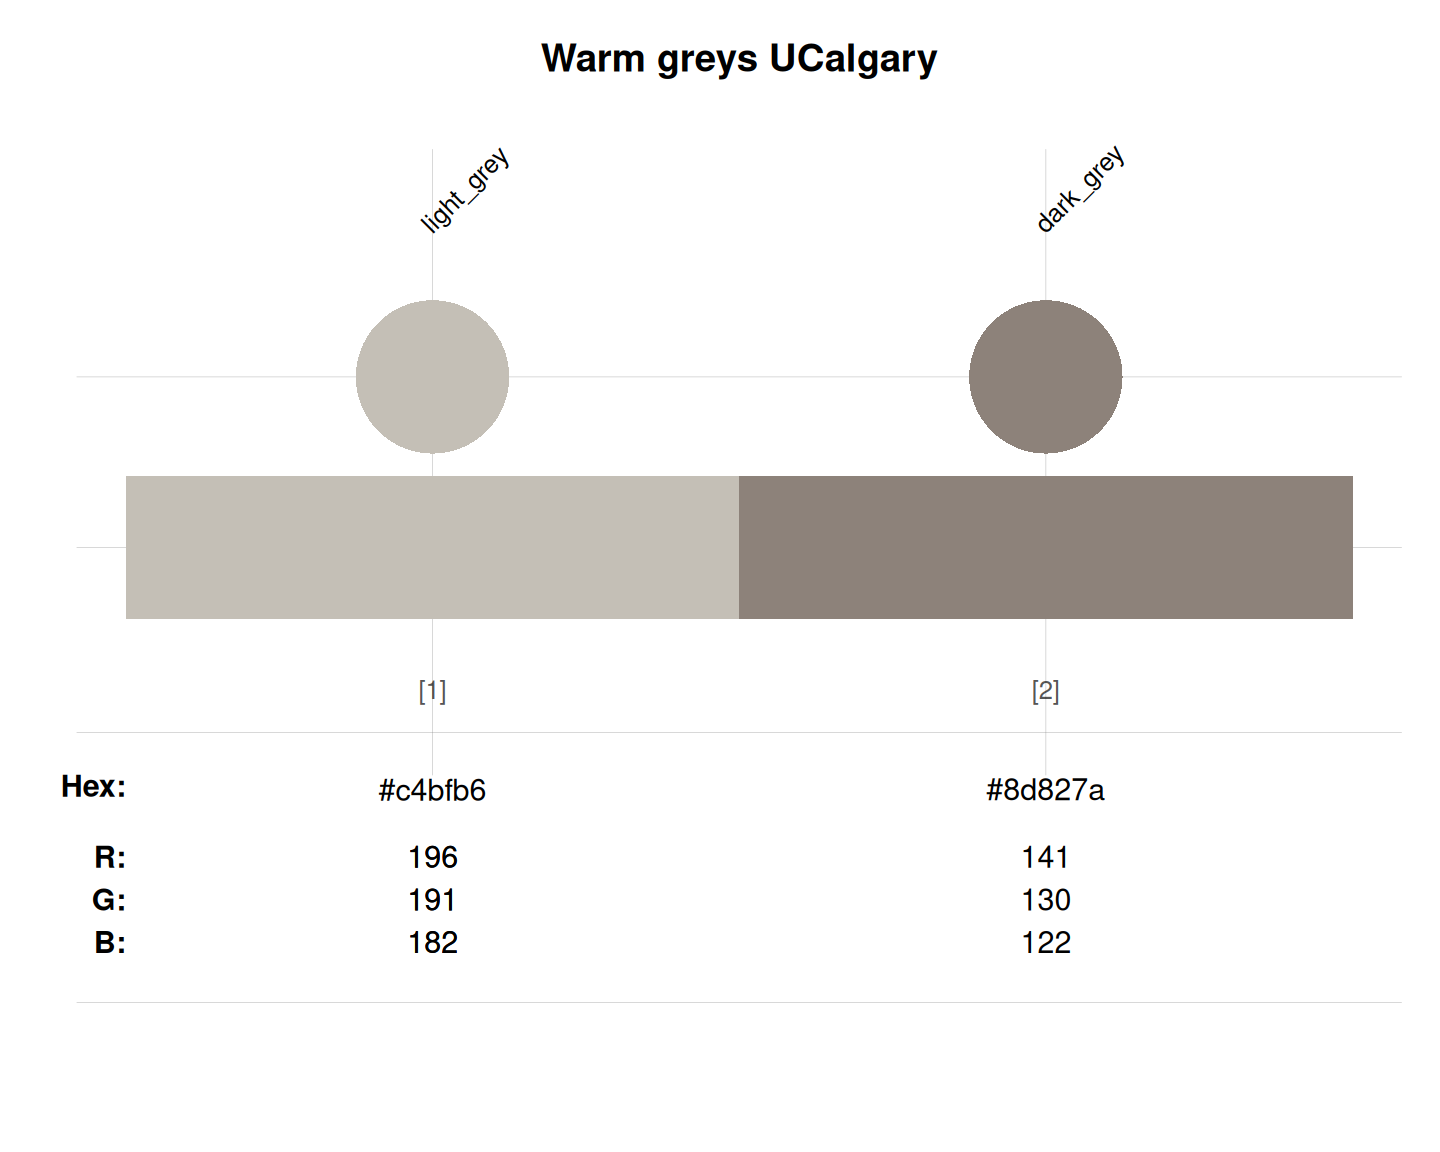 Warm greys UCalgary
light_grey dark_grey
[1] [2]
Hex: #c4bfb6 #8d827a
R: 196 141
G: 191 130
B: 182 122